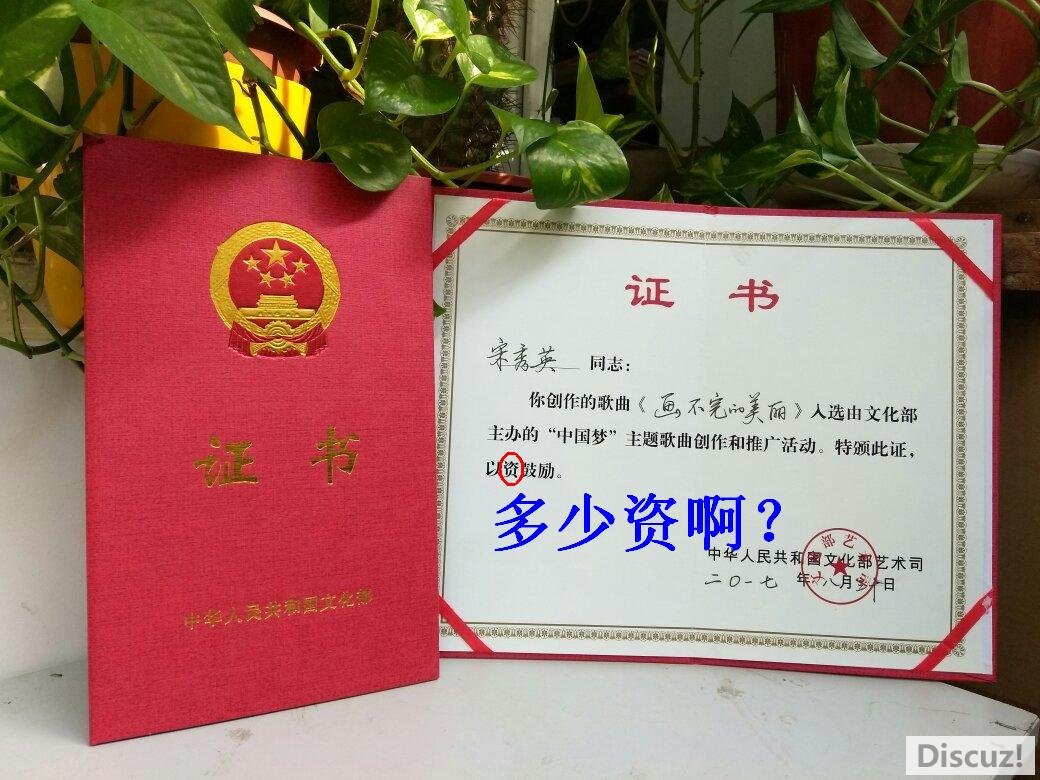 证书
中华人民共和国文化部
证书
宋秀英 同志：
你创作的歌曲《画不完的美丽》入选由文化部
主办的“中国梦”主题歌曲创作和推广活动。特颁此证，
以资鼓励。
多少资啊？
中华人民共和国文化部艺术司
二〇一七年八月 日
Discuz!